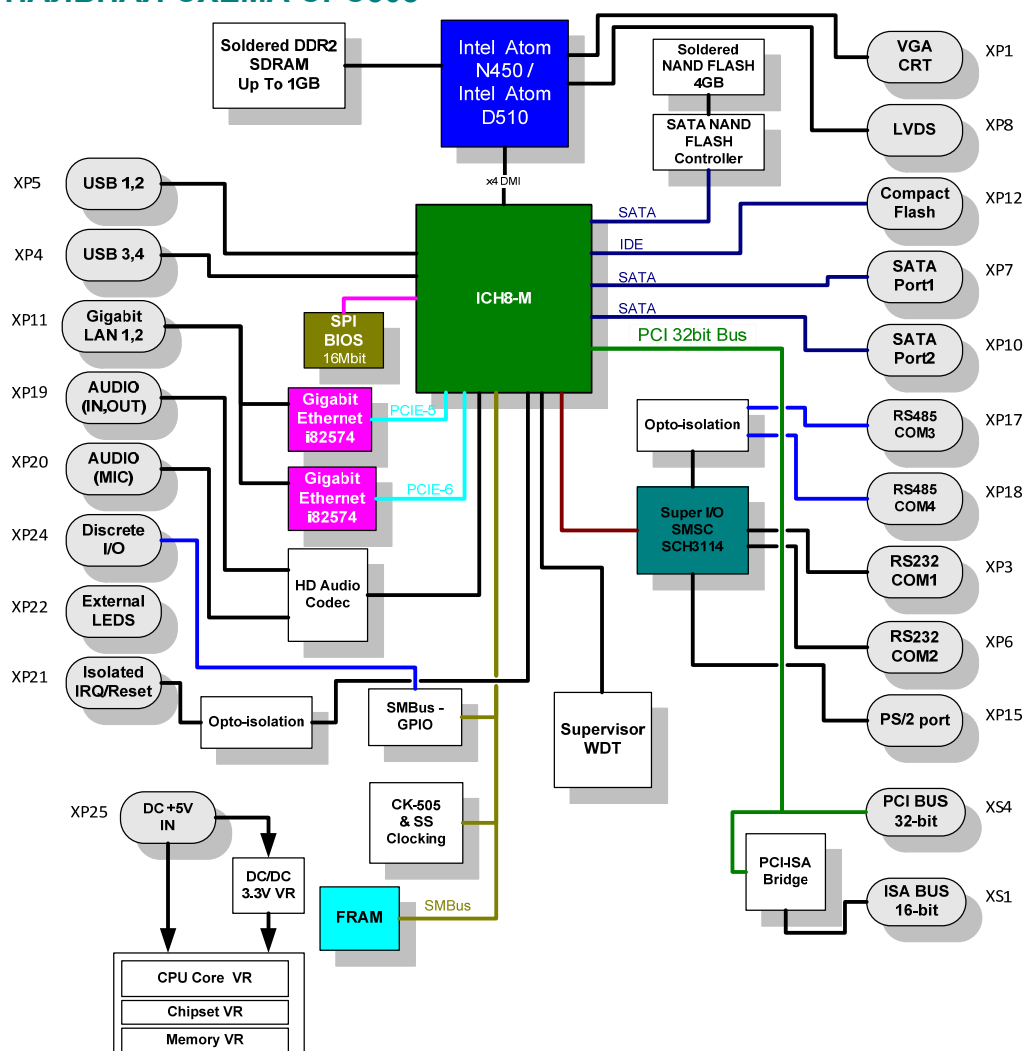 Soldered DDR2
SDRAM
Up To 1GB
Intel Atom
N450 /
Intel Atom
D510
Soldered
NAND FLASH
4GB
SATA NAND
FLASH
Controller
VGA
CRT
XP1
LVDS
XP8
x4 DMI
XP5
USB 1,2
XP4
USB 3,4
XP11
Gigabit
LAN 1,2
XP19
AUDIO
(IN,OUT)
XP20
AUDIO
(MIC)
XP24
Discrete
I/O
XP22
External
LEDS
XP21
Isolated
IRQ/Reset
ICH8-M
SPI
BIOS
16Mbit
Gigabit
Ethernet
i82574
PCIE-5
Gigabit
Ethernet
i82574
PCIE-6
HD Audio
Codec
Opto-isolation
SMBus -
GPIO
CK-505
& SS
Clocking
FRAM
SMBus
Supervisor
WDT
SATA
IDE
SATA
SATA
PCI 32bit Bus
Compact
Flash
XP12
SATA
Port1
XP7
SATA
Port2
XP10
Opto-isolation
RS485
COM3
XP17
RS485
COM4
XP18
Super I/O
SMSC
SCH3114
RS232
COM1
XP3
RS232
COM2
XP6
PS/2 port
XP15
PCI BUS
32-bit
XS4
PCI-ISA
Bridge
ISA BUS
16-bit
XS1
XP25
DC +5V
IN
DC/DC
3.3V VR
CPU Core VR
Chipset VR
Memory VR